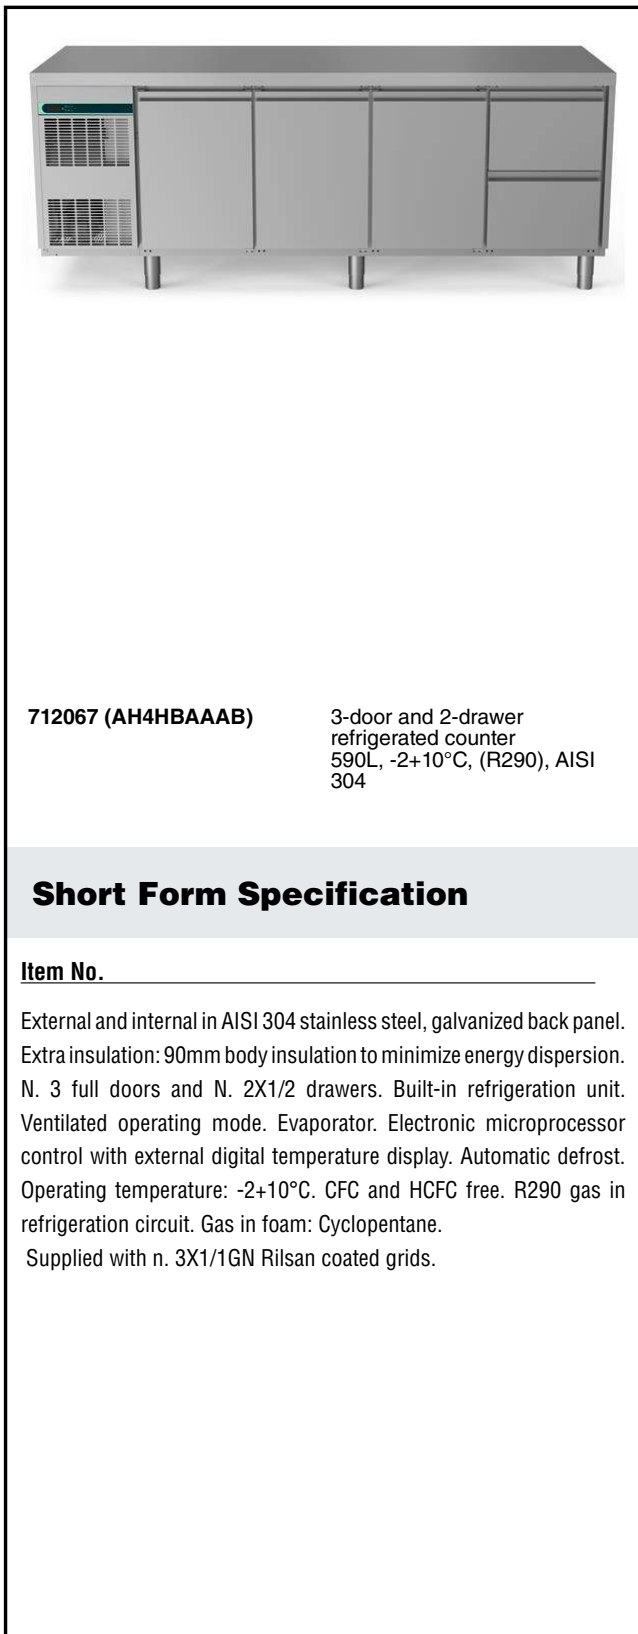 712067 (AH4HBAAAB)
3-door and 2-drawer
refrigerated counter
590L, -2+10°C, (R290), AISI
304
Short Form Specification
Item No.
External and internal in AISI 304 stainless steel, galvanized back panel.
Extra insulation: 90mm body insulation to minimize energy dispersion.
N. 3 full doors and N. 2X1/2 drawers. Built-in refrigeration unit.
Ventilated operating mode. Evaporator. Electronic microprocessor
control with external digital temperature display. Automatic defrost.
Operating temperature: -2+10°C. CFC and HCFC free. R290 gas in
refrigeration circuit. Gas in foam: Cyclopentane.
Supplied with n. 3X1/1GN Rilsan coated grids.